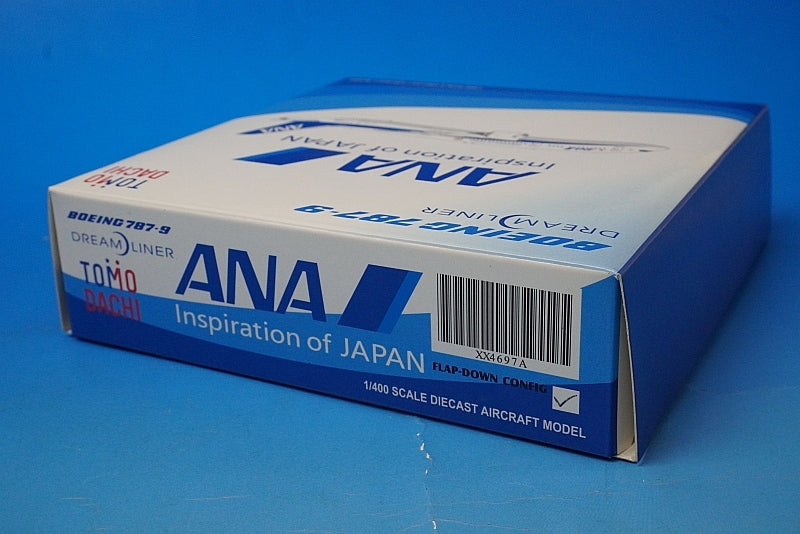 TOMO
DACHI
ANA
Inspiration of JAPAN
BOEING 787-9
DREAMLINER
BOEING 787-9
DREAMLINER
TOMO
DACHI
ANA
Inspiration of JAPAN
XX4697A
FLAP-DOWN CONFIG
1/400 SCALE DIECAST AIRCRAFT MODEL